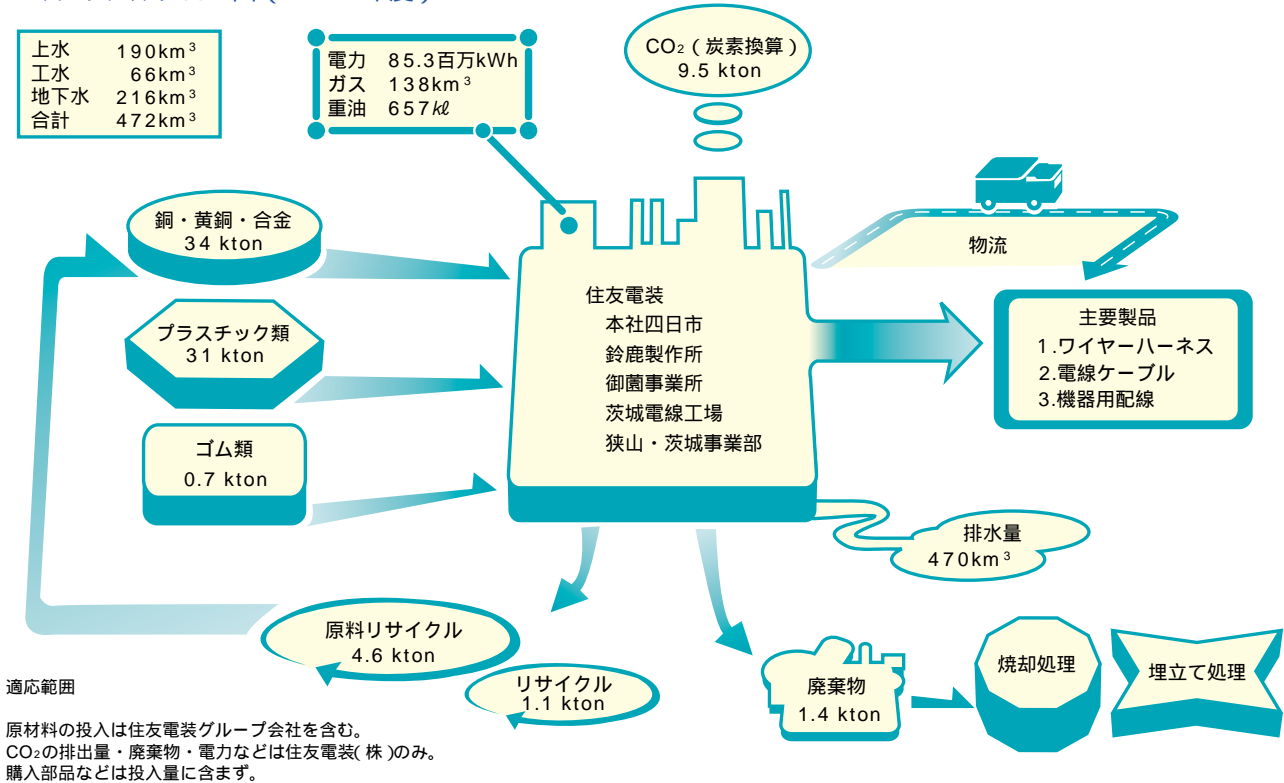 上水 190km³
工水 66km³
地下水 216km³
合計 472km³
電力 85.3百万kWh
ガス 138km³
重油 657kℓ
CO₂(炭素換算)
9.5 kton
銅・黄銅・合金
34 kton
プラスチック類
31 kton
ゴム類
0.7 kton
住友電装
本社四日市
鈴鹿製作所
御薗事業所
茨城電線工場
狭山・茨城事業部
物流
主要製品
1.ワイヤーハーネス
2.電線ケーブル
3.機器用配線
排水量
470km³
原料リサイクル
4.6 kton
リサイクル
1.1 kton
廃棄物
1.4 kton
焼却処理
埋立て処理
適応範囲
原材料の投入は住友電装グループ会社を含む。
CO₂の排出量・廃棄物・電力などは住友電装(株)のみ。
購入部品などは投入量に含まず。